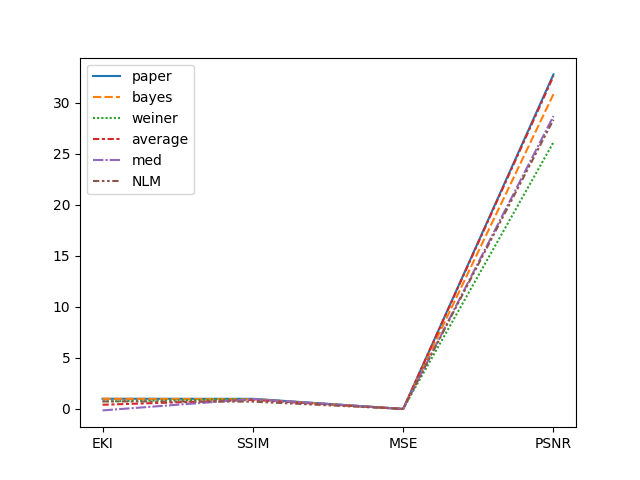 paper
bayes
weiner
average
med
NLM
30
25
20
15
10
5
0
EKI SSIM MSE PSNR